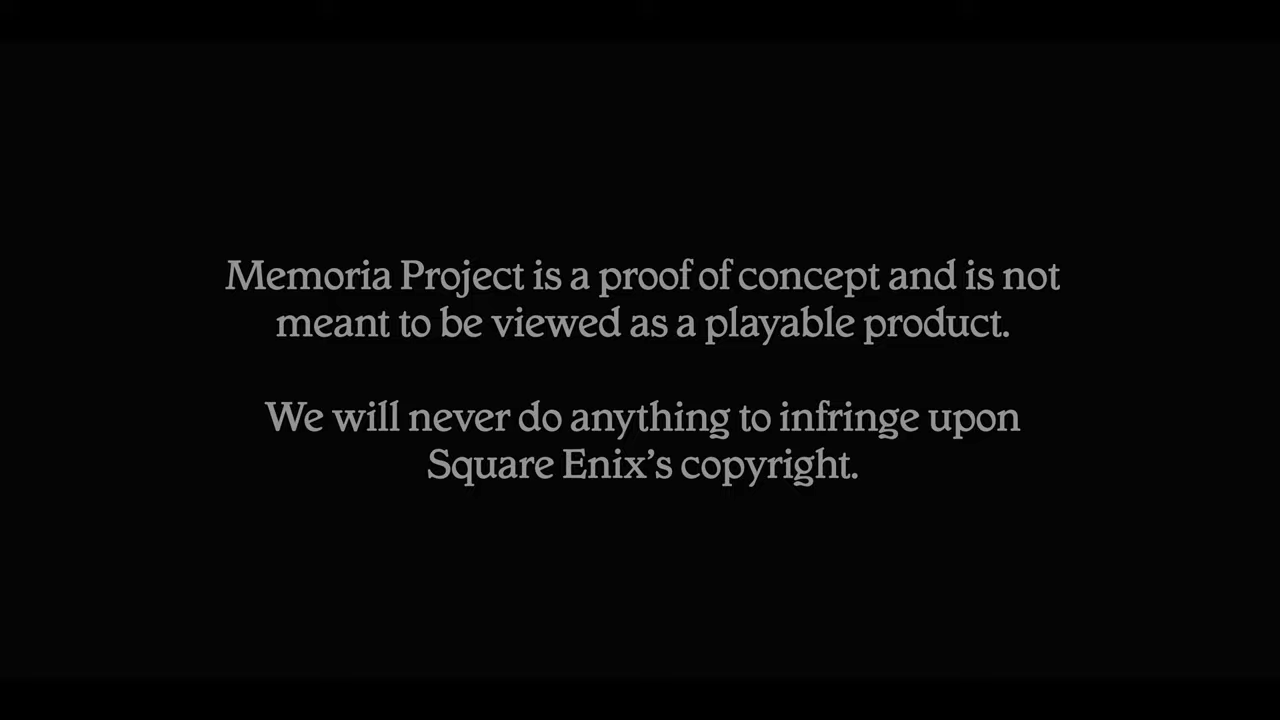 Memoria Project is a proof of concept and is not
meant to be viewed as a playable product.
We will never do anything to infringe upon
Square Enix’s copyright.